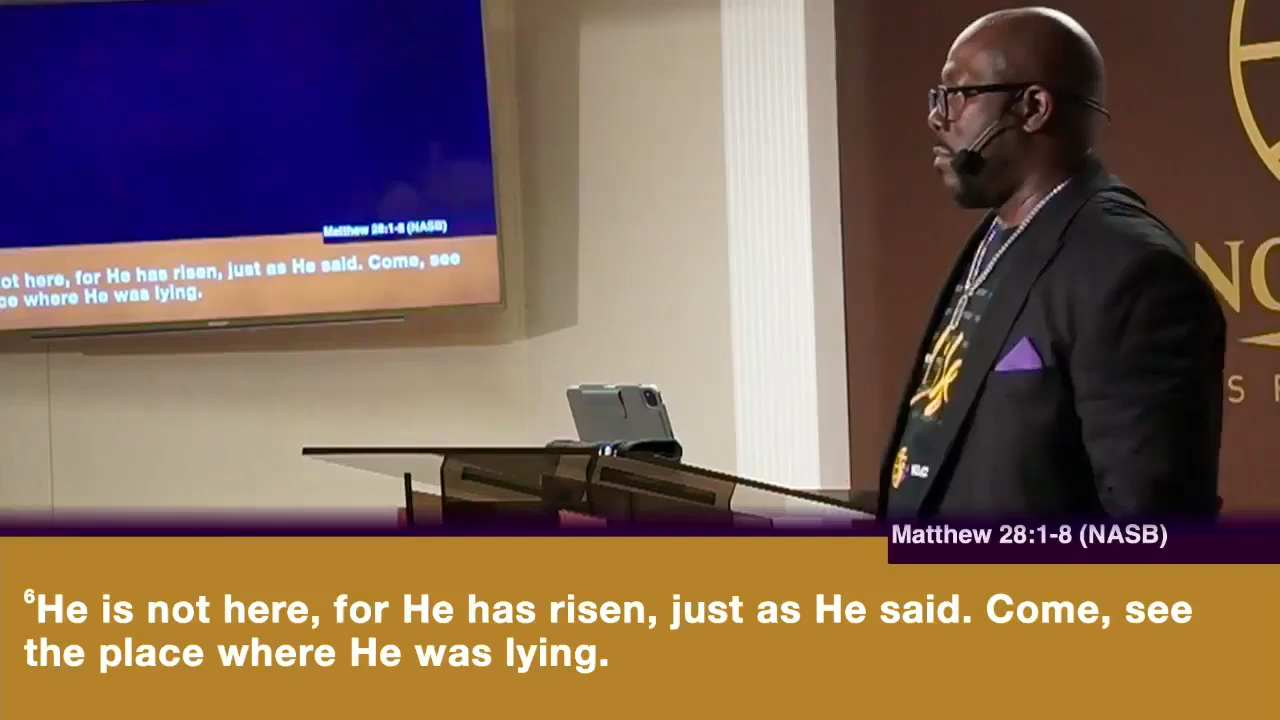 Matthew 28:1-8 (NASB)
not here, for He has risen, just as He said. Come, see
place where He was lying.
Matthew 28:1-8 (NASB)
⁶He is not here, for He has risen, just as He said. Come, see
the place where He was lying.